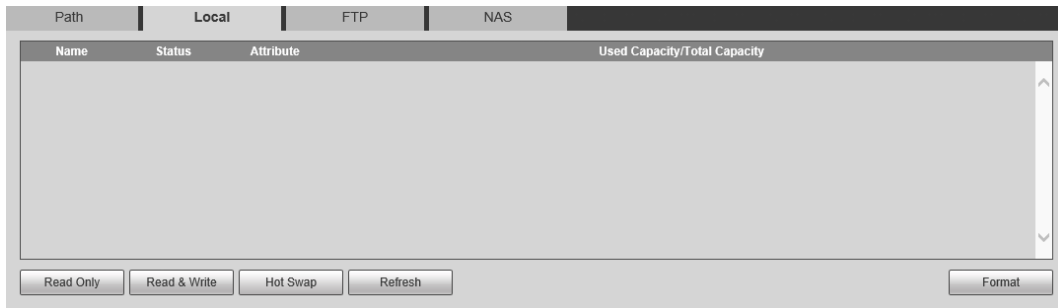 Path Local FTP NAS
Name Status Attribute Used Capacity/Total Capacity
Read Only Read & Write Hot Swap Refresh Format